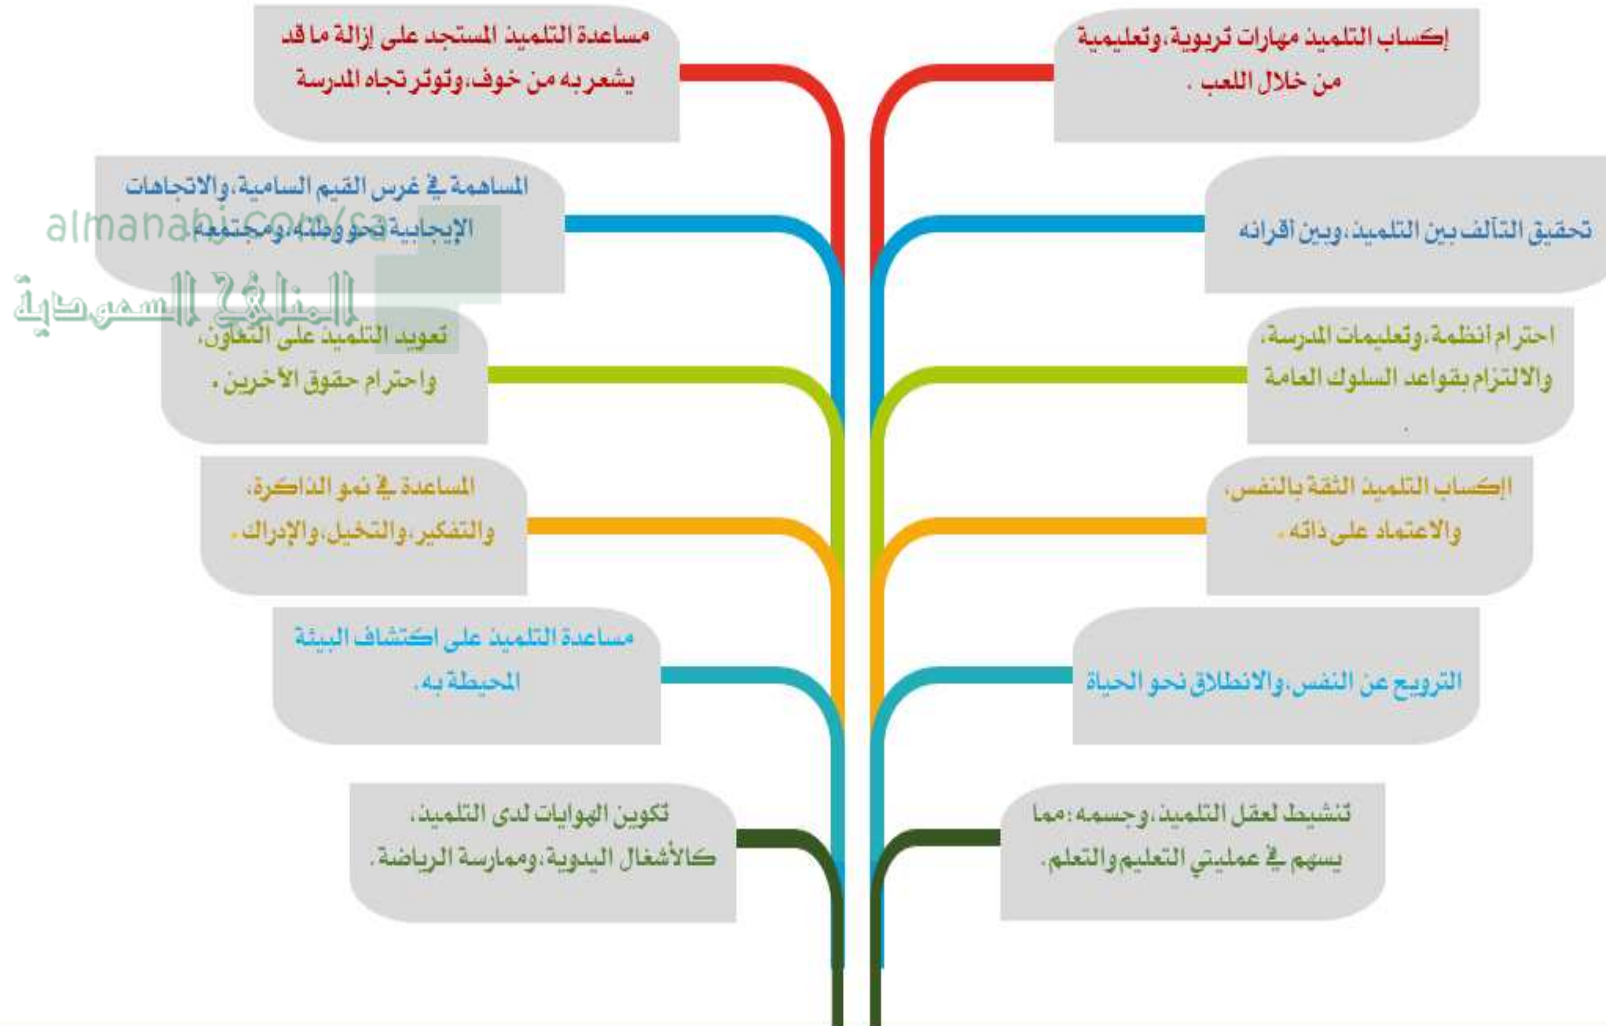 إكساب التلميذ مهارات تربوية،وتعليمية
من خلال اللعب .
مساعدة التلميذ المستجد على إزالة ما قد
يشعر به من خوف،وتوتر تجاه المدرسة
تحقيق التآلف بين التلميذ،وبين أقرانه
المساهمة في غرس القيم السامية،والاتجاهات
الإيجابية نحو وطنه،ومجتمعه.
almanahj.com/sa
المناهج السعودية
احترام أنظمة،وتعليمات المدرسة،
والالتزام بقواعد السلوك العامة
.
تعويد التلميذ على التعاون،
واحترام حقوق الآخرين .
اإكساب التلميذ الثقة بالنفس،
والاعتماد على ذاته .
المساعدة في نمو الذاكرة،
والتفكير،والتخيل،والإدراك .
الترويح عن النفس،والانطلاق نحو الحياة
مساعدة التلميذ على اكتشاف البيئة
المحيطة به.
تنشيط لعقل التلميذ،وجسمه؛مما
يسهم في عمليتي التعليم والتعلم.
تكوين الهوايات لدى التلميذ،
كالأشغال اليدوية،وممارسة الرياضة.